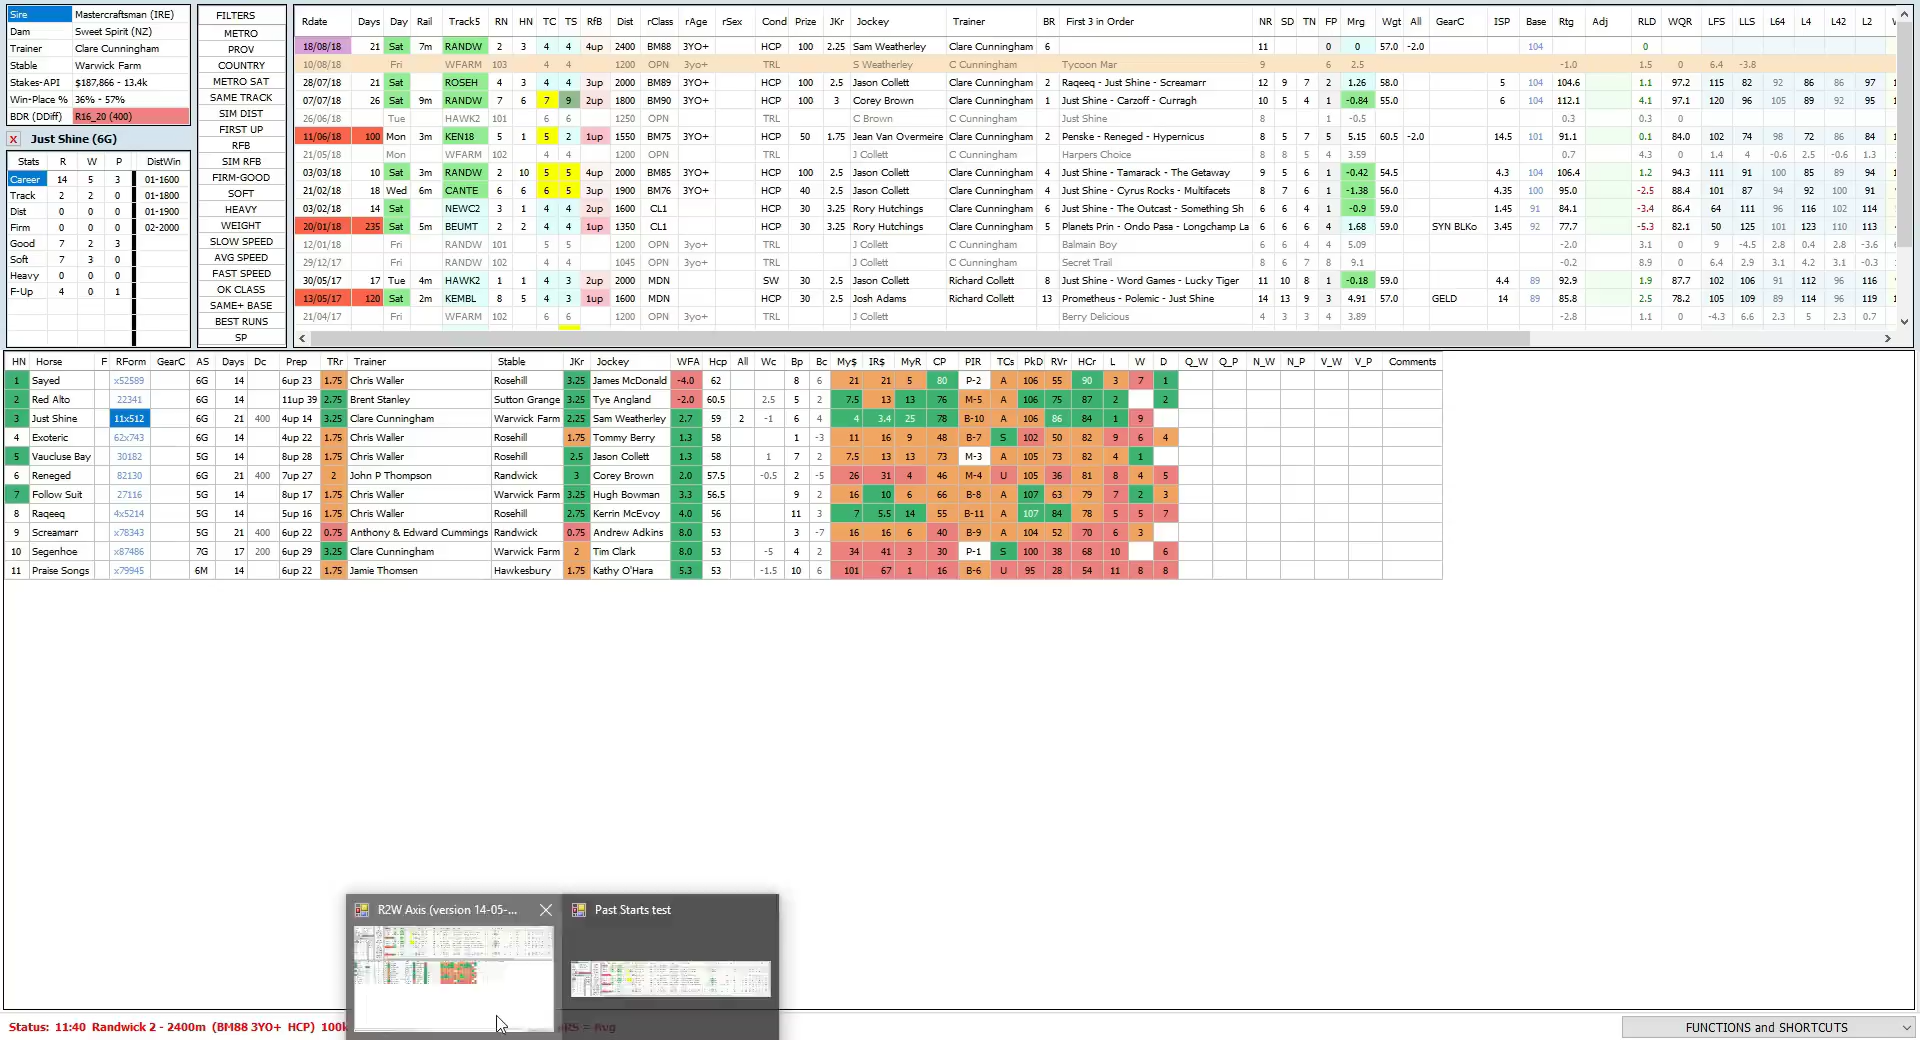 Sire Mastercraftsman (IRE)
Dam Sweet Spirit (NZ)
Trainer Clare Cunningham
Stable Warwick Farm
Stakes-API $187,866 - 13.4k
Win-Place % 36% - 57%
BDR (DDiff) R16_20 (400)
X Just Shine (6G)
Stats R W P DistWin
Career 14 5 3 01-1600
Track 2 2 0 01-1800
Dist 0 0 0 01-1900
Firm 0 0 0 02-2000
Good 7 2 3
Soft 7 3 0
Heavy 0 0 0
F-Up 4 0 1
FILTERS
METRO
PROV
COUNTRY
METRO SAT
SAME TRACK
SIM DIST
FIRST UP
RFB
SIM RFB
FIRM-GOOD
SOFT
HEAVY
WEIGHT
SLOW SPEED
AVG SPEED
FAST SPEED
OK CLASS
SAME+ BASE
BEST RUNS
SP
Rdate Days Day Rail Track5 RN HN TC TS RfB Dist rClass rAge rSex Cond Prize JKr Jockey Trainer BR First 3 in Order NR SD TN FP Mrg Wgt All GearC ISP Base Rtg Adj RLD WQR LFS LLS L64 L4 L42 L2
18/08/18 21 Sat 7m RANDW 2 3 4 4 4up 2400 BM88 3YO+ HCP 100 2.25 Sam Weatherley Clare Cunningham 6 11 0 0 57.0 -2.0 104 0
10/08/18 Fri WFARM 103 4 4 1200 OPN 3yo+ TRL S Weatherley C Cunningham Tycoon Mar 9 6 2.5 -1.0 1.5 0 6.4 -3.8
28/07/18 21 Sat ROSEH 4 3 4 4 3up 2000 BM89 3YO+ HCP 100 2.5 Jason Collett Clare Cunningham 2 Raqeeq - Just Shine - Screamarr 12 9 7 2 1.26 58.0 5 104 104.6 1.1 97.2 115 82 92 86 86 97
07/07/18 26 Sat 9m RANDW 7 6 7 9 2up 1800 BM90 3YO+ HCP 100 3 Corey Brown Clare Cunningham 1 Just Shine - Carzoff - Curragh 10 5 4 1 -0.84 55.0 6 104 112.1 4.1 97.1 120 96 105 89 92 95
26/06/18 Tue HAWK2 101 6 6 1250 OPN TRL C Brown C Cunningham Just Shine 8 1 -0.5 0.3 0.3 0
11/06/18 100 Mon 3m KEN18 5 1 5 2 1up 1550 BM75 3YO+ HCP 50 1.75 Jean Van Overmeire Clare Cunningham 2 Penske - Reneged - Hypernicus 8 5 7 5 5.15 60.5 -2.0 14.5 101 91.1 0.1 84.0 102 74 98 72 86 84
21/05/18 Mon WFARM 102 4 4 1200 OPN TRL J Collett C Cunningham Harpers Choice 8 8 5 4 3.59 0.7 4.3 0 1.4 4 -0.6 2.5 -0.6 1.3
03/03/18 10 Sat 3m RANDW 2 10 5 5 4up 2000 BM85 3YO+ HCP 100 2.5 Jason Collett Clare Cunningham 4 Just Shine - Tamarack - The Getaway 9 5 6 1 -0.42 54.5 4.3 104 106.4 1.2 94.3 111 91 100 85 89 94
21/02/18 18 Wed 6m CANTE 6 6 6 5 3up 1900 BM76 3YO+ HCP 40 2.5 Jason Collett Clare Cunningham 4 Just Shine - Cyrus Rocks - Multifacets 8 7 6 1 -1.38 56.0 4.35 100 95.0 -2.5 88.4 101 87 94 92 100 91
03/02/18 14 Sat NEWC2 3 1 4 4 2up 1600 CL1 HCP 30 3.25 Rory Hutchings Clare Cunningham 6 Just Shine - The Outcast - Something Sh 6 6 4 1 -0.9 59.0 1.45 91 84.1 -3.4 86.4 64 111 96 116 102 114
20/01/18 235 Sat 5m BEUMT 2 2 4 4 1up 1350 CL1 HCP 30 3.25 Rory Hutchings Clare Cunningham 5 Planets Prin - Ondo Pasa - Longchamp La 6 6 6 4 1.68 59.0 SYN BLKo 3.45 92 77.7 -5.3 82.1 50 125 101 123 110 113
12/01/18 Fri RANDW 101 5 5 1200 OPN 3yo+ TRL J Collett C Cunningham Balmain Boy 6 6 4 4 5.09 -2.0 3.1 0 9 -4.5 2.8 0.4 2.8 -3.6
29/12/17 Fri RANDW 102 4 4 1045 OPN 3yo+ TRL J Collett C Cunningham Secret Trail 8 6 7 8 9.1 -0.2 8.9 0 6.4 2.9 3.1 4.2 3.1 -0.3
30/05/17 17 Tue 4m HAWK2 1 1 4 3 2up 1600 MDN SW 30 2.5 Jason Collett Richard Collett 8 Just Shine - Word Games - Lucky Tiger 11 10 8 1 -0.18 59.0 4.4 89 92.9 1.9 87.7 102 106 86 112 96 116
13/05/17 120 Sat 2m KEMBL 8 5 4 3 1up 1600 MDN HCP 30 2.5 Josh Adams Richard Collett 13 Prometheus - Polemic - Just Shine 14 13 9 3 4.91 57.0 GELD 14 89 85.8 2.5 78.2 105 109 89 114 96 119
21/04/17 Fri WFARM 102 6 6 1200 OPN 3yo+ TRL J Collett Berry Delicious 4 3 3 4 3.89 -2.8 1.1 0 -4.3 6.6 2.3 5 2.3 0.7
HN Horse F RForm GearC AS Days Dc Prep TRr Trainer Stable JKr Jockey WFA Hcp All Wc Bp Bc My$ IR$ MyR CP PIR TCs PkD RVr HCr L W D Q_W Q_P N_W N_P V_W V_P Comments
1 Sayed x52589 6G 14 6up 23 1.75 Chris Waller Rosehill 3.25 James McDonald -4.0 62 8 6 21 21 5 80 P-2 A 106 55 90 3 7 1
2 Red Alto 22341 6G 14 11up 39 2.75 Brent Stanley Sutton Grange 3.25 Tye Angland -2.0 60.5 2.5 5 2 7.5 13 13 76 M-5 A 106 75 87 2 2
3 Just Shine 11x512 6G 21 400 4up 14 3.25 Clare Cunningham Warwick Farm 2.25 Sam Weatherley 2.7 59 2 -1 6 4 4 3.4 25 78 B-10 A 106 86 84 1 9
4 Exoteric 62x743 6G 14 4up 22 1.75 Chris Waller Rosehill 1.75 Tommy Berry 1.3 58 1 -3 11 16 9 48 B-7 S 102 50 82 9 6 4
5 Vaucluse Bay 30182 6G 14 8up 28 1.75 Chris Waller Rosehill 2.5 Jason Collett 1.3 58 1 7 2 7.5 13 13 73 M-3 A 105 73 82 4 1
6 Reneged 82130 6G 21 400 7up 27 2 John P Thompson Randwick 3 Corey Brown 2.0 57.5 -0.5 2 -5 26 31 4 46 M-4 U 105 36 81 8 4 5
7 Follow Suit 27116 5G 14 8up 17 1.75 Chris Waller Warwick Farm 3.25 Hugh Bowman 3.3 56.5 9 2 16 10 6 66 B-8 A 107 63 79 7 2 3
8 Raqeeq 4x5214 6G 14 5up 16 1.75 Chris Waller Rosehill 2.75 Kerrin McEvoy 4.0 56 11 3 7 5.5 14 55 B-11 A 107 84 78 5 5 7
9 Screamarr x78343 5G 21 400 6up 22 0.75 Anthony & Edward Cummings Randwick 0.75 Andrew Adkins 8.0 53 3 -7 16 16 6 40 B-9 A 104 52 70 6 3
10 Segenhoe x87486 7G 17 200 6up 29 3.25 Clare Cunningham Warwick Farm 2 Tim Clark 8.0 53 -5 4 2 34 41 3 30 P-1 S 100 38 68 10 6
11 Praise Songs x79945 6M 14 6up 22 1.75 Jamie Thomsen Hawkesbury 1.75 Kathy O'Hara 5.3 53 -1.5 10 6 101 67 1 16 B-6 U 95 28 54 11 8 8
R2W Axis (version 14-05-...
Past Starts test
Status: 11:40 Randwick 2 - 2400m (BM88 3YO+ HCP) 100k
= Avg
FUNCTIONS and SHORTCUTS